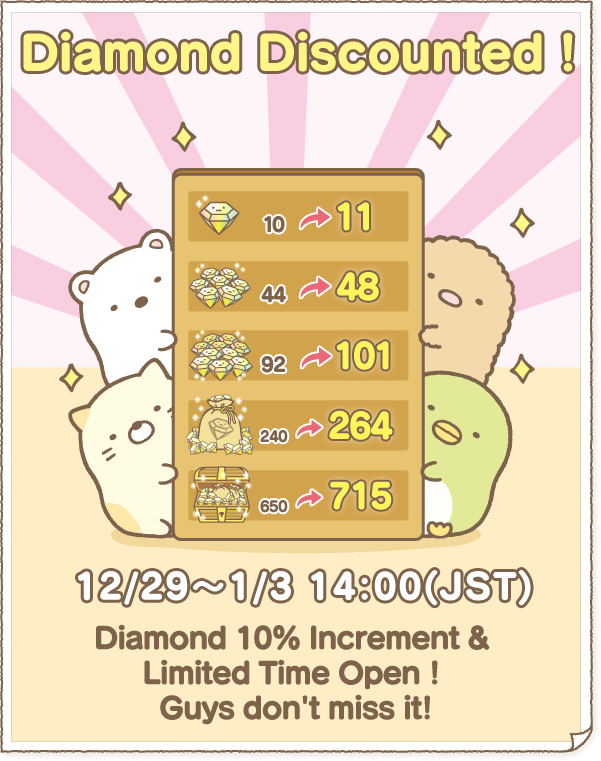 Diamond Discounted !
10 11
44 48
92 101
240 264
650 715
12/29～1/3 14:00(JST)
Diamond 10% Increment &
Limited Time Open !
Guys don't miss it!